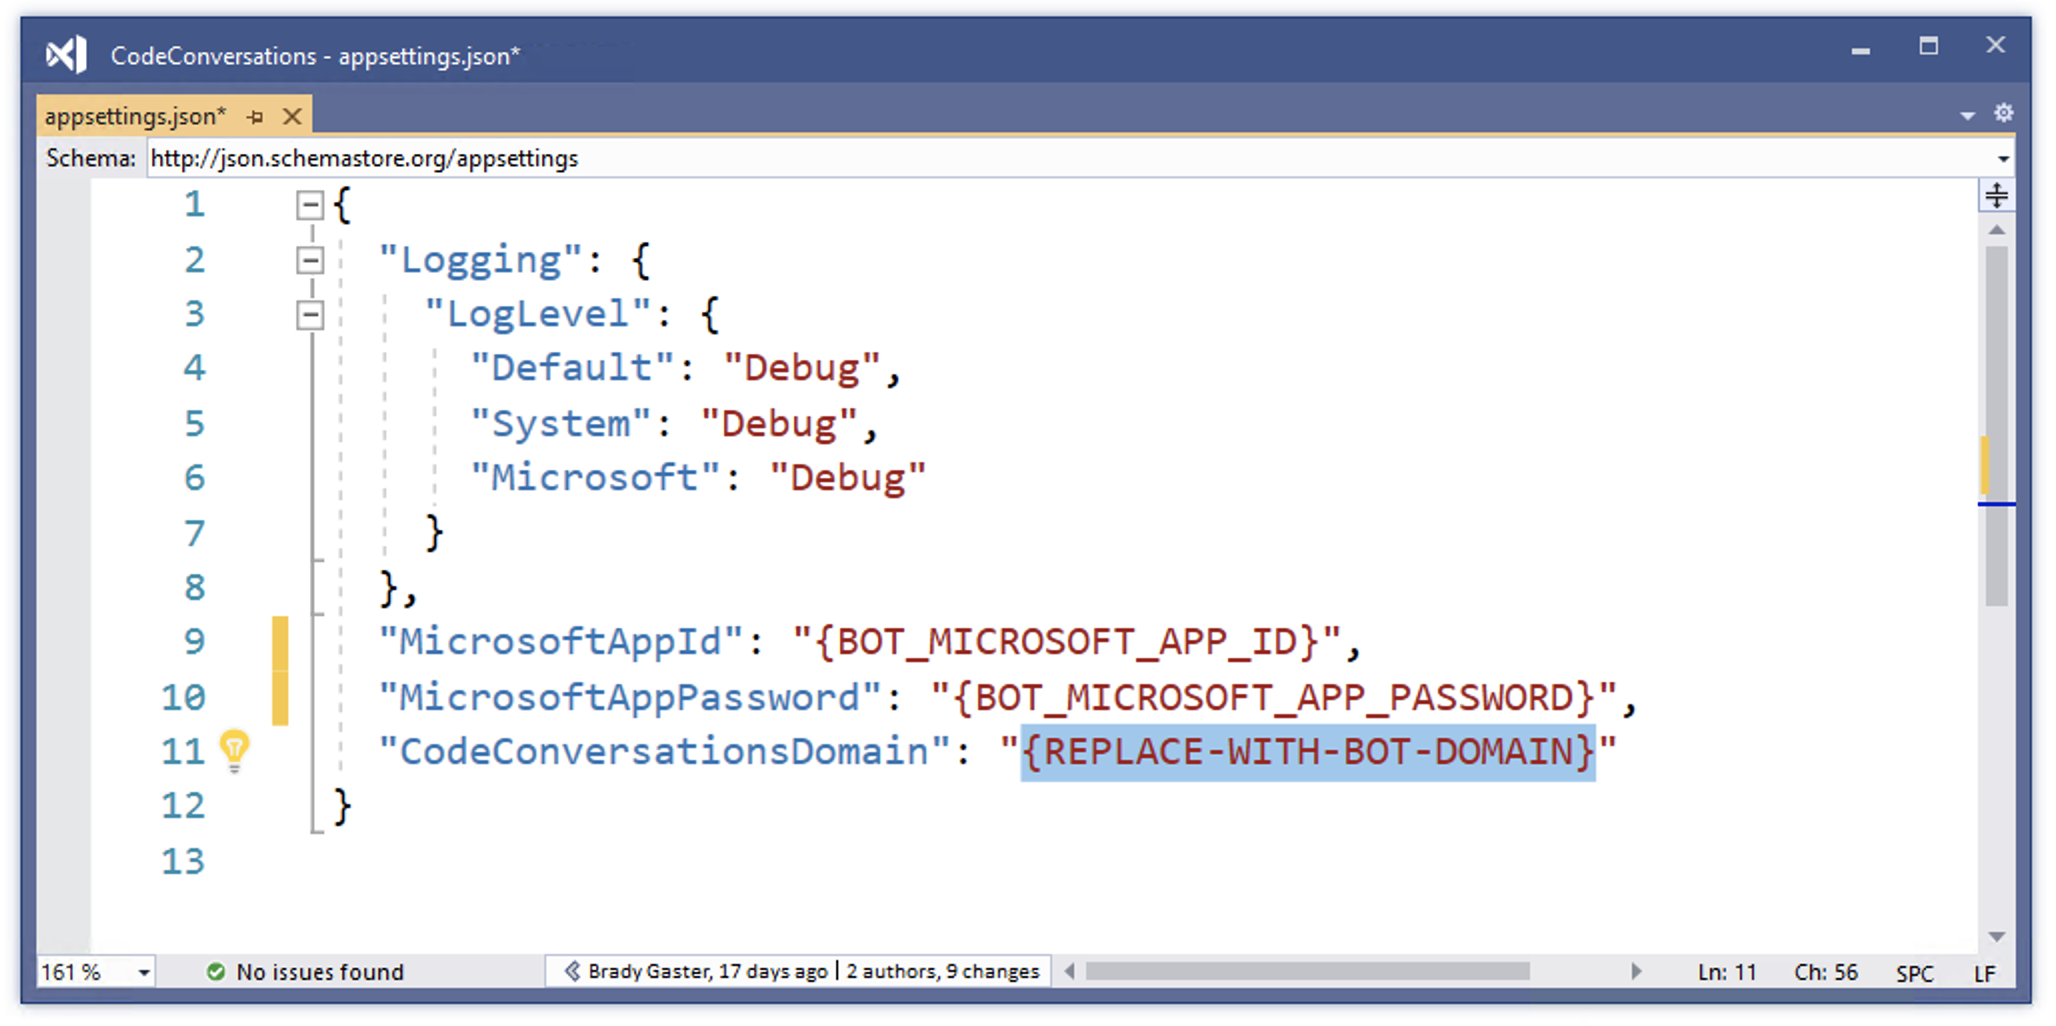 CodeConversations - appsettings.json*
appsettings.json*
Schema: http://json.schemastore.org/appsettings
1 {
2 "Logging": {
3 "LogLevel": {
4 "Default": "Debug",
5 "System": "Debug",
6 "Microsoft": "Debug"
7 }
8 },
9 "MicrosoftAppId": "{BOT_MICROSOFT_APP_ID}",
10 "MicrosoftAppPassword": "{BOT_MICROSOFT_APP_PASSWORD}",
11 "CodeConversationsDomain": "{REPLACE-WITH-BOT-DOMAIN}"
12 }
13
161 % No issues found Brady Gaster, 17 days ago | 2 authors, 9 changes Ln: 11 Ch: 56 SPC LF